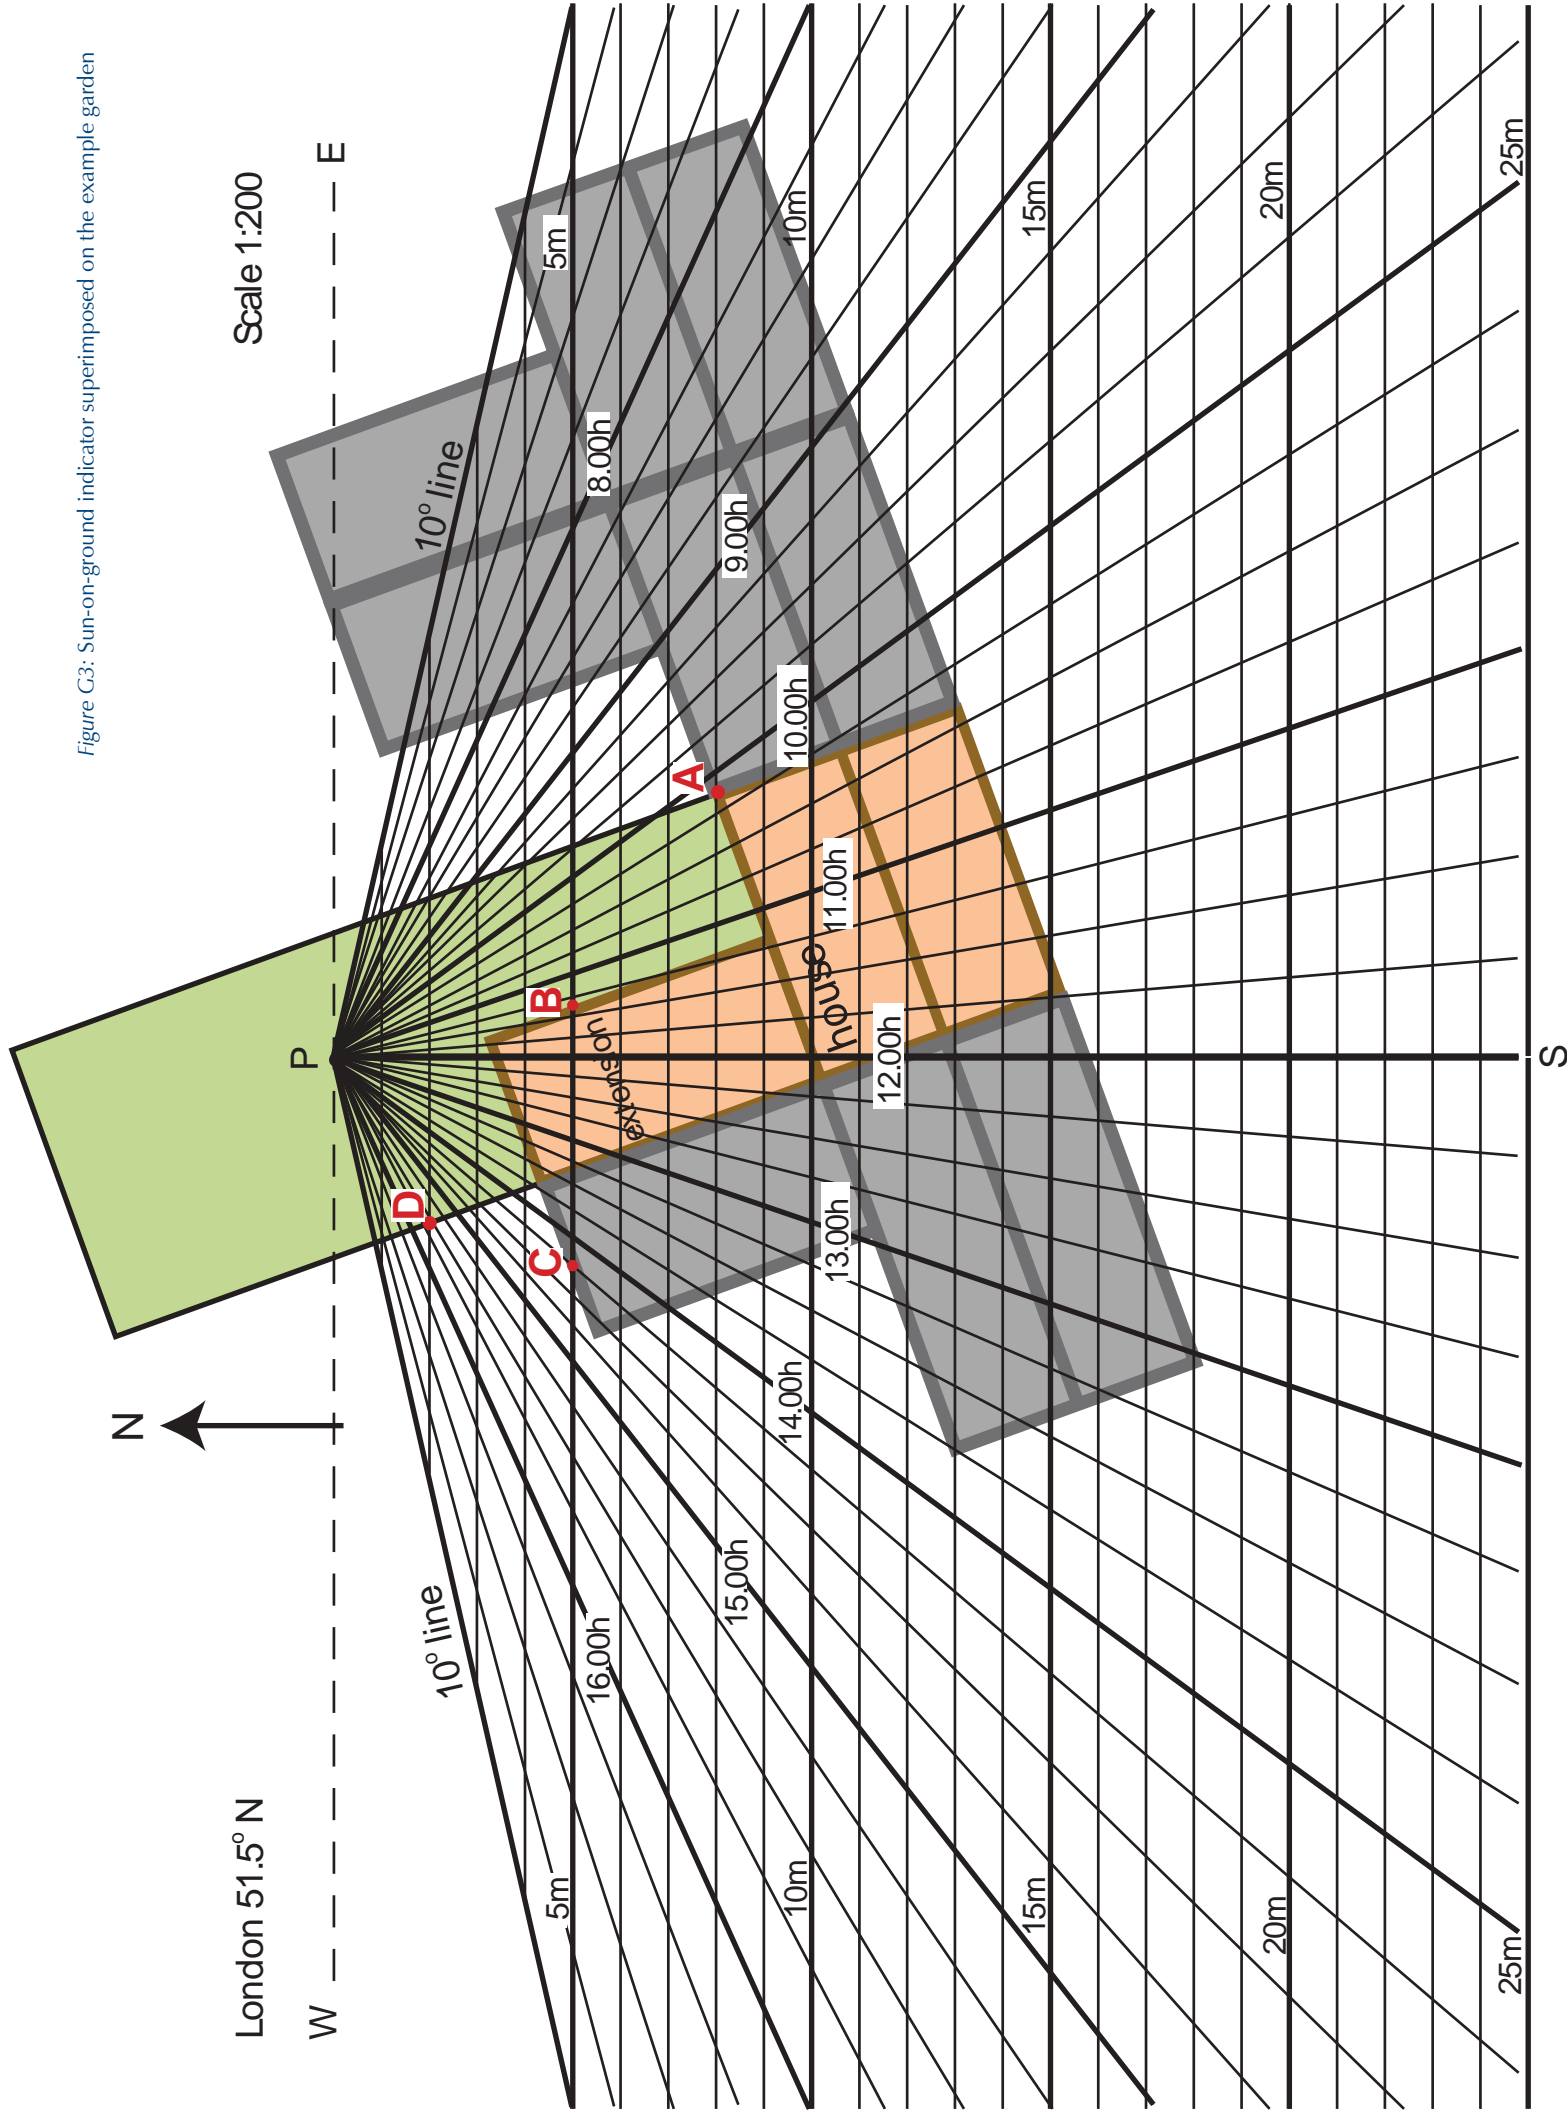 Figure G3: Sun-on-ground indicator superimposed on the example garden
London 51.5° N
Scale 1:200
N
W
P
E
10° line
10° line
D
C
B
A
5m
5m
extension
16.00h
8.00h
15.00h
9.00h
14.00h
10.00h
10m
10m
house
13.00h
11.00h
12.00h
15m
15m
20m
20m
25m
25m
S